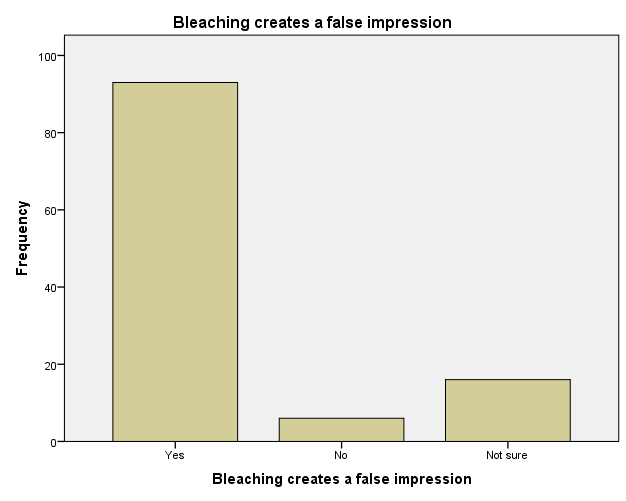 Bleaching creates a false impression
100
80
60
40
20
0
Frequency
Yes No Not sure
Bleaching creates a false impression